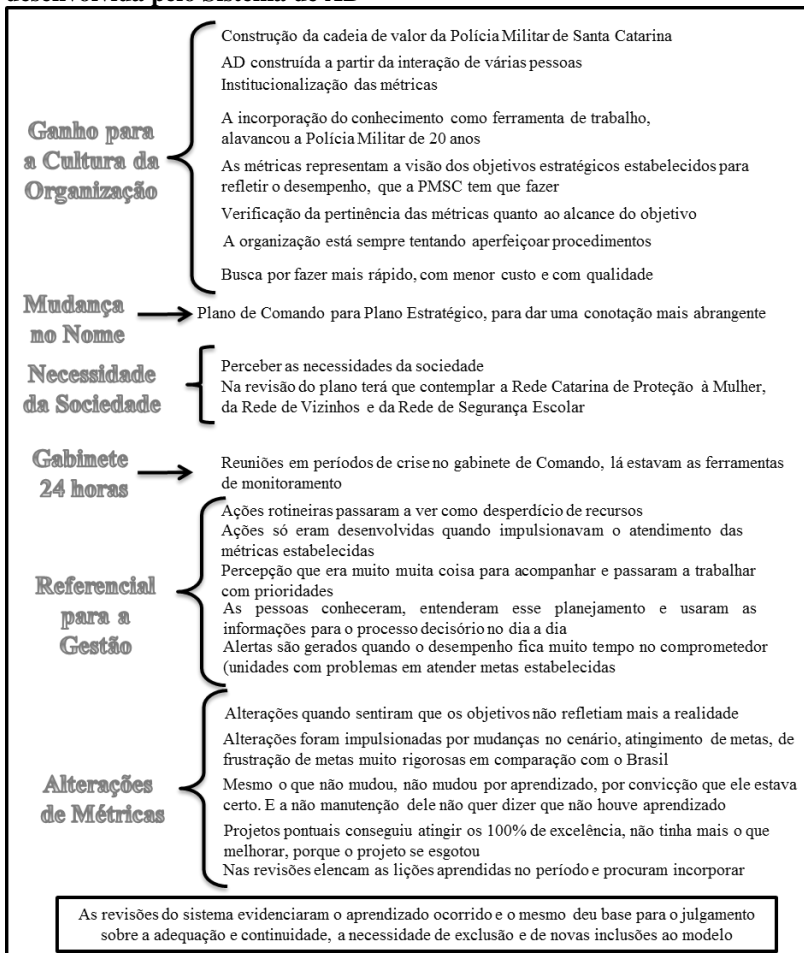 desenvolvida pelo Sistema de AD
Construção da cadeia de valor da Polícia Militar de Santa Catarina
AD construída a partir da interação de várias pessoas
Institucionalização das métricas
A incorporação do conhecimento como ferramenta de trabalho,
alavancou a Polícia Militar de 20 anos
Ganho para
a Cultura da
Organização
As métricas representam a visão dos objetivos estratégicos estabelecidos para
refletir o desempenho, que a PMSC tem que fazer
Verificação da pertinência das métricas quanto ao alcance do objetivo
A organização está sempre tentando aperfeiçoar procedimentos
Busca por fazer mais rápido, com menor custo e com qualidade
Mudança
no Nome
Plano de Comando para Plano Estratégico, para dar uma conotação mais abrangente
Necessidade
da Sociedade
Perceber as necessidades da sociedade
Na revisão do plano terá que contemplar a Rede Catarina de Proteção à Mulher,
da Rede de Vizinhos e da Rede de Segurança Escolar
Gabinete
24 horas
Reuniões em períodos de crise no gabinete de Comando, lá estavam as ferramentas
de monitoramento
Referencial
para a
Gestão
Ações rotineiras passaram a ver como desperdício de recursos
Ações só eram desenvolvidas quando impulsionavam o atendimento das
métricas estabelecidas
Percepção que era muito muita coisa para acompanhar e passaram a trabalhar
com prioridades
As pessoas conheceram, entenderam esse planejamento e usaram as
informações para o processo decisório no dia a dia
Alertas são gerados quando o desempenho fica muito tempo no comprometedor
(unidades com problemas em atender metas estabelecidas
Alterações
de Métricas
Alterações quando sentiram que os objetivos não refletiam mais a realidade
Alterações foram impulsionadas por mudanças no cenário, atingimento de metas, de
frustração de metas muito rigorosas em comparação com o Brasil
Mesmo o que não mudou, não mudou por aprendizado, por convicção que ele estava
certo. E a não manutenção dele não quer dizer que não houve aprendizado
Projetos pontuais conseguiu atingir os 100% de excelência, não tinha mais o que
melhorar, porque o projeto se esgotou
Nas revisões elencam as lições aprendidas no período e procuram incorporar
As revisões do sistema evidenciaram o aprendizado ocorrido e o mesmo deu base para o julgamento
sobre a adequação e continuidade, a necessidade de exclusão e de novas inclusões ao modelo